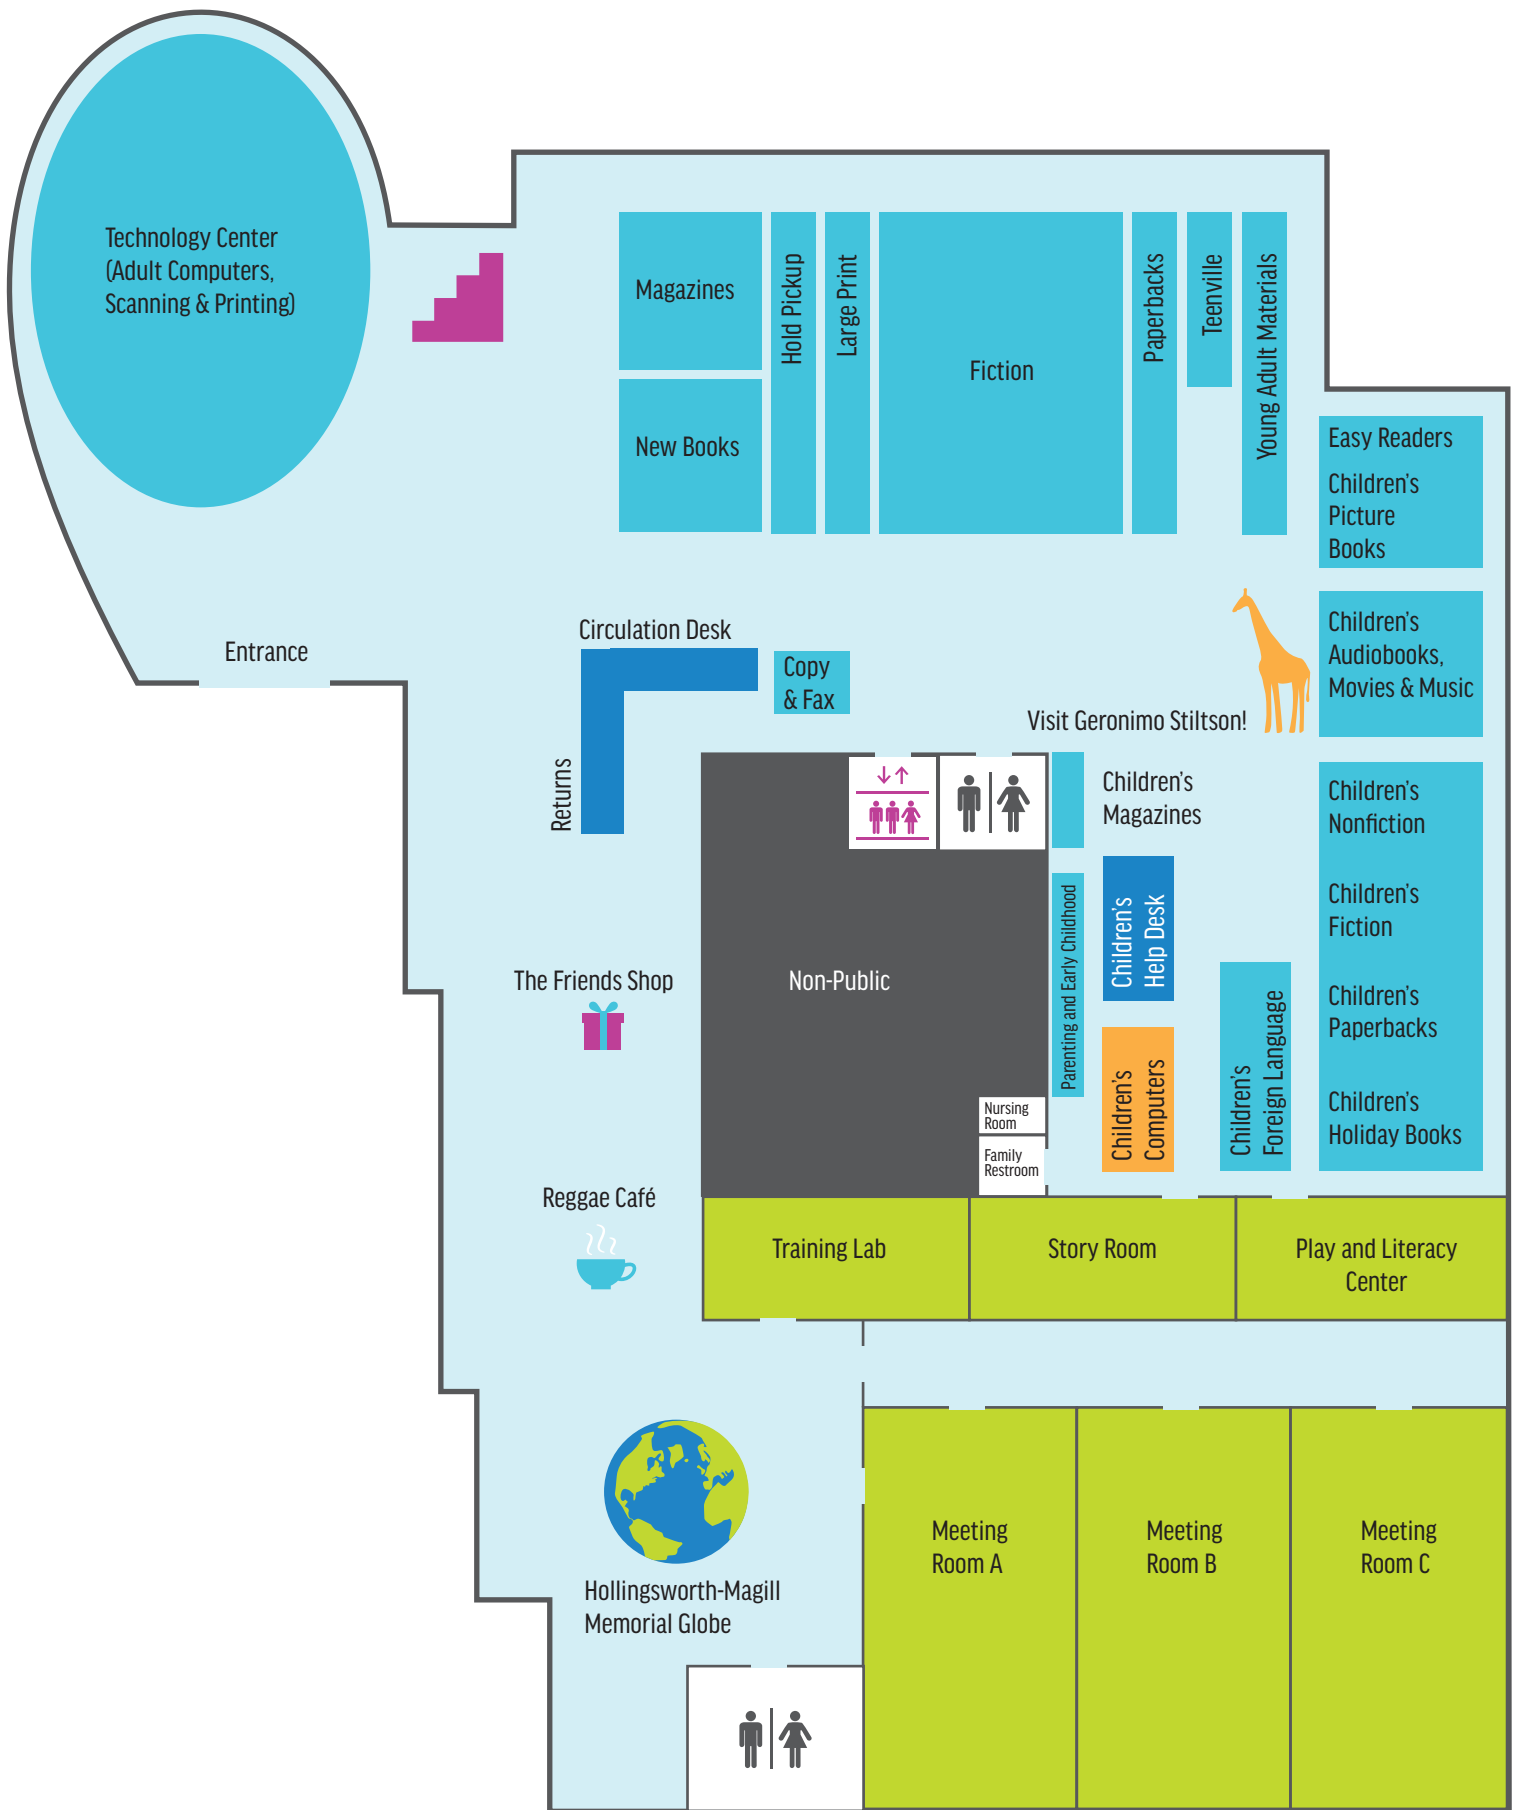 Technology Center
(Adult Computers,
Scanning & Printing)
Magazines
New Books
Hold Pickup
Large Print
Fiction
Paperbacks
Teenville
Young Adult Materials
Easy Readers
Children's
Picture
Books
Entrance
Circulation Desk
Copy
& Fax
Returns
Children's
Audiobooks,
Movies & Music
Visit Geronimo Stiltson!
Children's
Magazines
Children's
Nonfiction
Children's
Fiction
Children's
Paperbacks
Children's
Holiday Books
Parenting and Early Childhood
Children's
Help Desk
Children's
Computers
Children's
Foreign Language
Non-Public
The Friends Shop
Nursing
Room
Family
Restroom
Reggae Café
Training Lab
Story Room
Play and Literacy
Center
Hollingsworth-Magill
Memorial Globe
Meeting
Room A
Meeting
Room B
Meeting
Room C